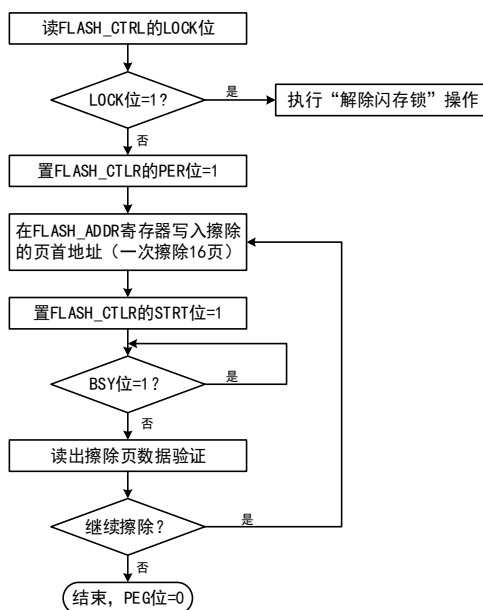 读FLASH_CTRL的LOCK位
LOCK位=1?
是
执行“解除闪存锁”操作
否
置FLASH_CTLR的PER位=1
在FLASH_ADDR寄存器写入擦除
的页首地址（一次擦除16页）
置FLASH_CTLR的STRT位=1
BSY位=1?
是
否
读出擦除页数据验证
继续擦除?
是
否
结束，PEG位=0